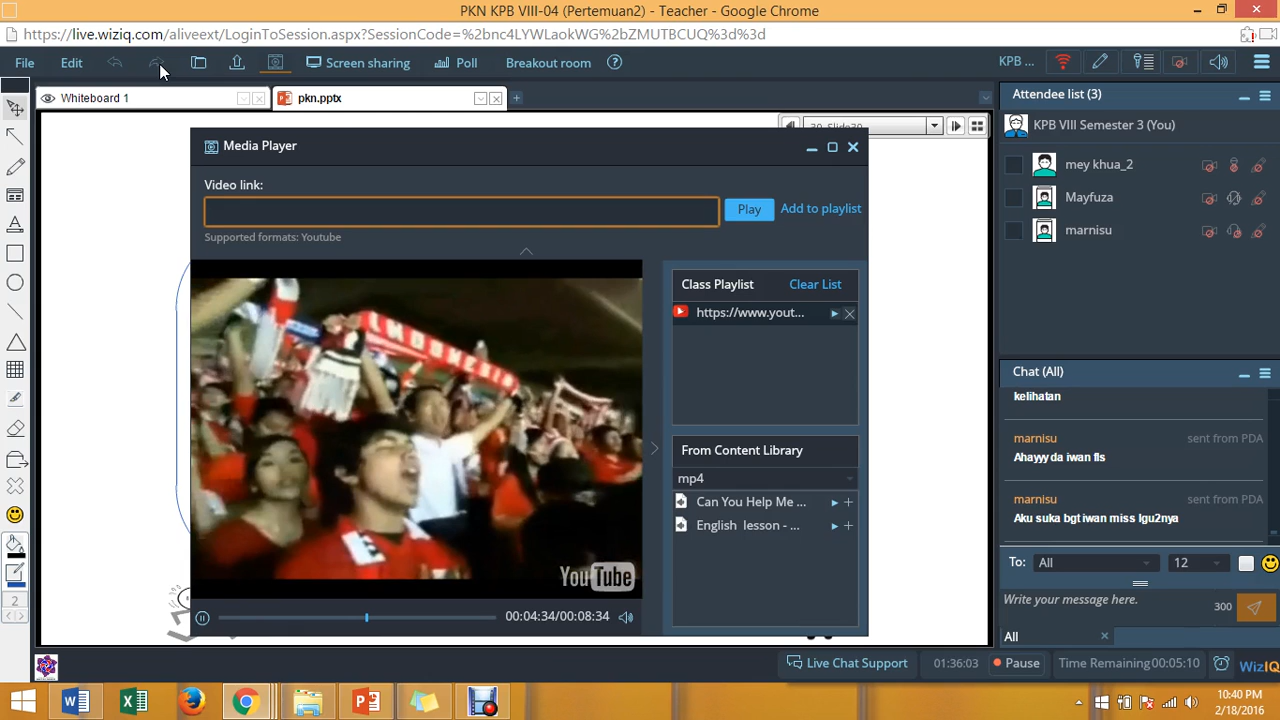 PKN KPB VIII-04 (Pertemuan2) - Teacher - Google Chrome
https://live.wiziq.com/aliveext/LoginToSession.aspx?SessionCode=%2bnc4LYWLaokWG%2bZMUTBCUQ%3d%3d
File Edit Screen sharing Poll Breakout room ? KPB ...
Whiteboard 1 pkn.pptx
30-Slide30
Attendee list (3)
KPB VIII Semester 3 (You)
mey khua_2
Mayfuza
marnisu
Media Player
Video link:
Play Add to playlist
Supported formats: Youtube
INDONESIA
YouTube
00:04:34/00:08:34
Class Playlist Clear List
https://www.yout...
From Content Library
mp4
Can You Help Me ...
English lesson - ...
Chat (All)
kelihatan
marnisu sent from PDA
Ahayyy da iwan fls
marnisu sent from PDA
Aku suka bgt iwan miss lgu2nya
To: All 12
Write your message here. 300
All
2
Live Chat Support 01:36:03 Pause Time Remaining 00:05:10 WizIQ
10:40 PM
2/18/2016